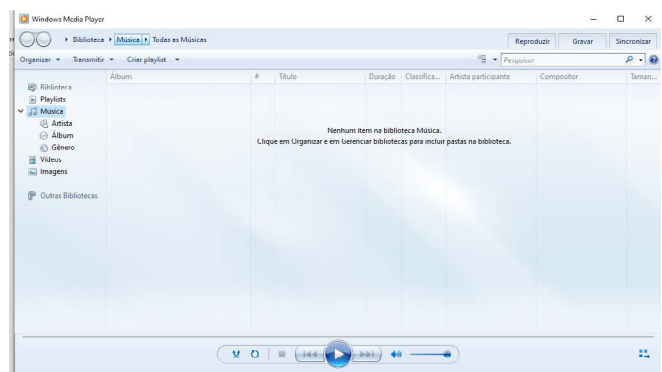 Windows Media Player
Biblioteca Música Todas as Músicas
Reproduzir Gravar Sincronizar
Organizar Transmitir Criar playlist
Pesquisar
Álbum # Título Duração Classifica... Artista participante Compositor Taman...
Biblioteca
Playlists
Música
Artista
Álbum
Gênero
Vídeos
Imagens
Outras Bibliotecas
Nenhum item na biblioteca Música.
Clique em Organizar e em Gerenciar bibliotecas para incluir pastas na biblioteca.